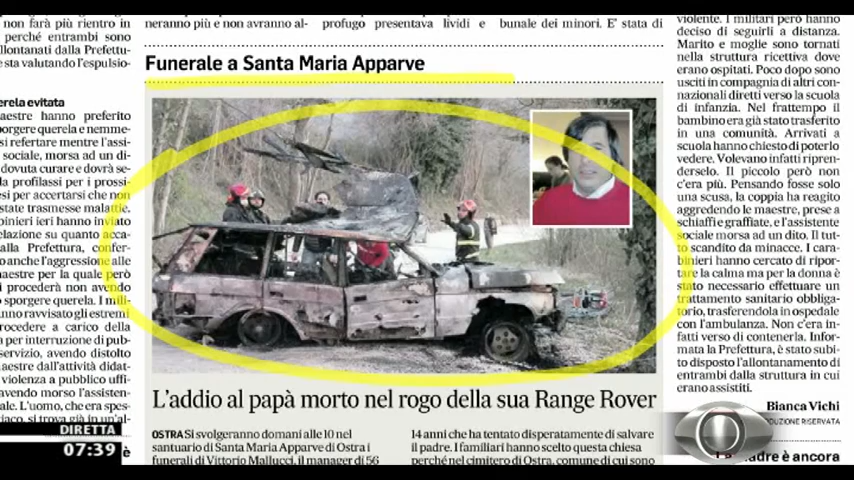 non farà più rientro in
perché entrambi sono
llontanati dalla Prefettu-
e sta valutando l'espulsio-
erela evitata
aestre hanno preferito
sporgere querela e nemme-
si refertare mentre l'assi-
sociale, morsa ad un di-
dovuta curare e dovrà se-
la profilassi per i prossi-
esi per accertarsi che non
state trasmesse malattie.
binieri ieri hanno inviato
elazione su quanto acca-
alla Prefettura, confer-
o anche l'aggressione alle
maestre per la quale però
i procederà non avendo
sporgere querela. I mili-
anno ravvisato gli estremi
rocedere a carico della
a per interruzione di pub-
servizio, avendo distolto
maestre dall'attività didat-
violenza a pubblico uffi-
avendo morso l'assisten-
ale. L'uomo, che era spes-
neranno più e non avranno al-
profugo presentava lividi e
bunale dei minori. E' stata di
Funerale a Santa Maria Apparve
L'addio al papà morto nel rogo della sua Range Rover
OSTRA Si svolgeranno domani alle 10 nel
santuario di Santa Maria Apparve di Ostra i
funerali di Vittorio Mallucci, il manager di 56
14 anni che ha tentato disperatamente di salvare
il padre. I familiari hanno scelto questa chiesa
perché nel cimitero di Ostra, comune di cui sono
violente. I militari però hanno
deciso di seguirli a distanza.
Marito e moglie sono tornati
nella struttura ricettiva dove
erano ospitati. Poco dopo sono
usciti in compagnia di altri con-
nazionali diretti verso la scuola
di infanzia. Nel frattempo il
bambino era già stato trasferito
in una comunità. Arrivati a
scuola hanno chiesto di poterlo
vedere. Volevano infatti ripren-
derselo. Il piccolo però non
c'era più. Pensando fosse solo
una scusa, la coppia ha reagito
aggredendo le maestre, prese a
schiaffi e graffiate, e l'assistente
sociale morsa ad un dito. Il tut-
to scandito da minacce. I cara-
binieri hanno cercato di ripor-
tare la calma ma per la donna è
stato necessario effettuare un
trattamento sanitario obbliga-
torio, trasferendola in ospedale
con l'ambulanza. Non c'era in-
fatti verso di contenerla. Infor-
mata la Prefettura, è stato subi-
to disposto l'allontanamento di
entrambi dalla struttura in cui
erano assistiti.
Bianca Vichi
ODUZIONE RISERVATA
adre è ancora
DIRETTA
07:39